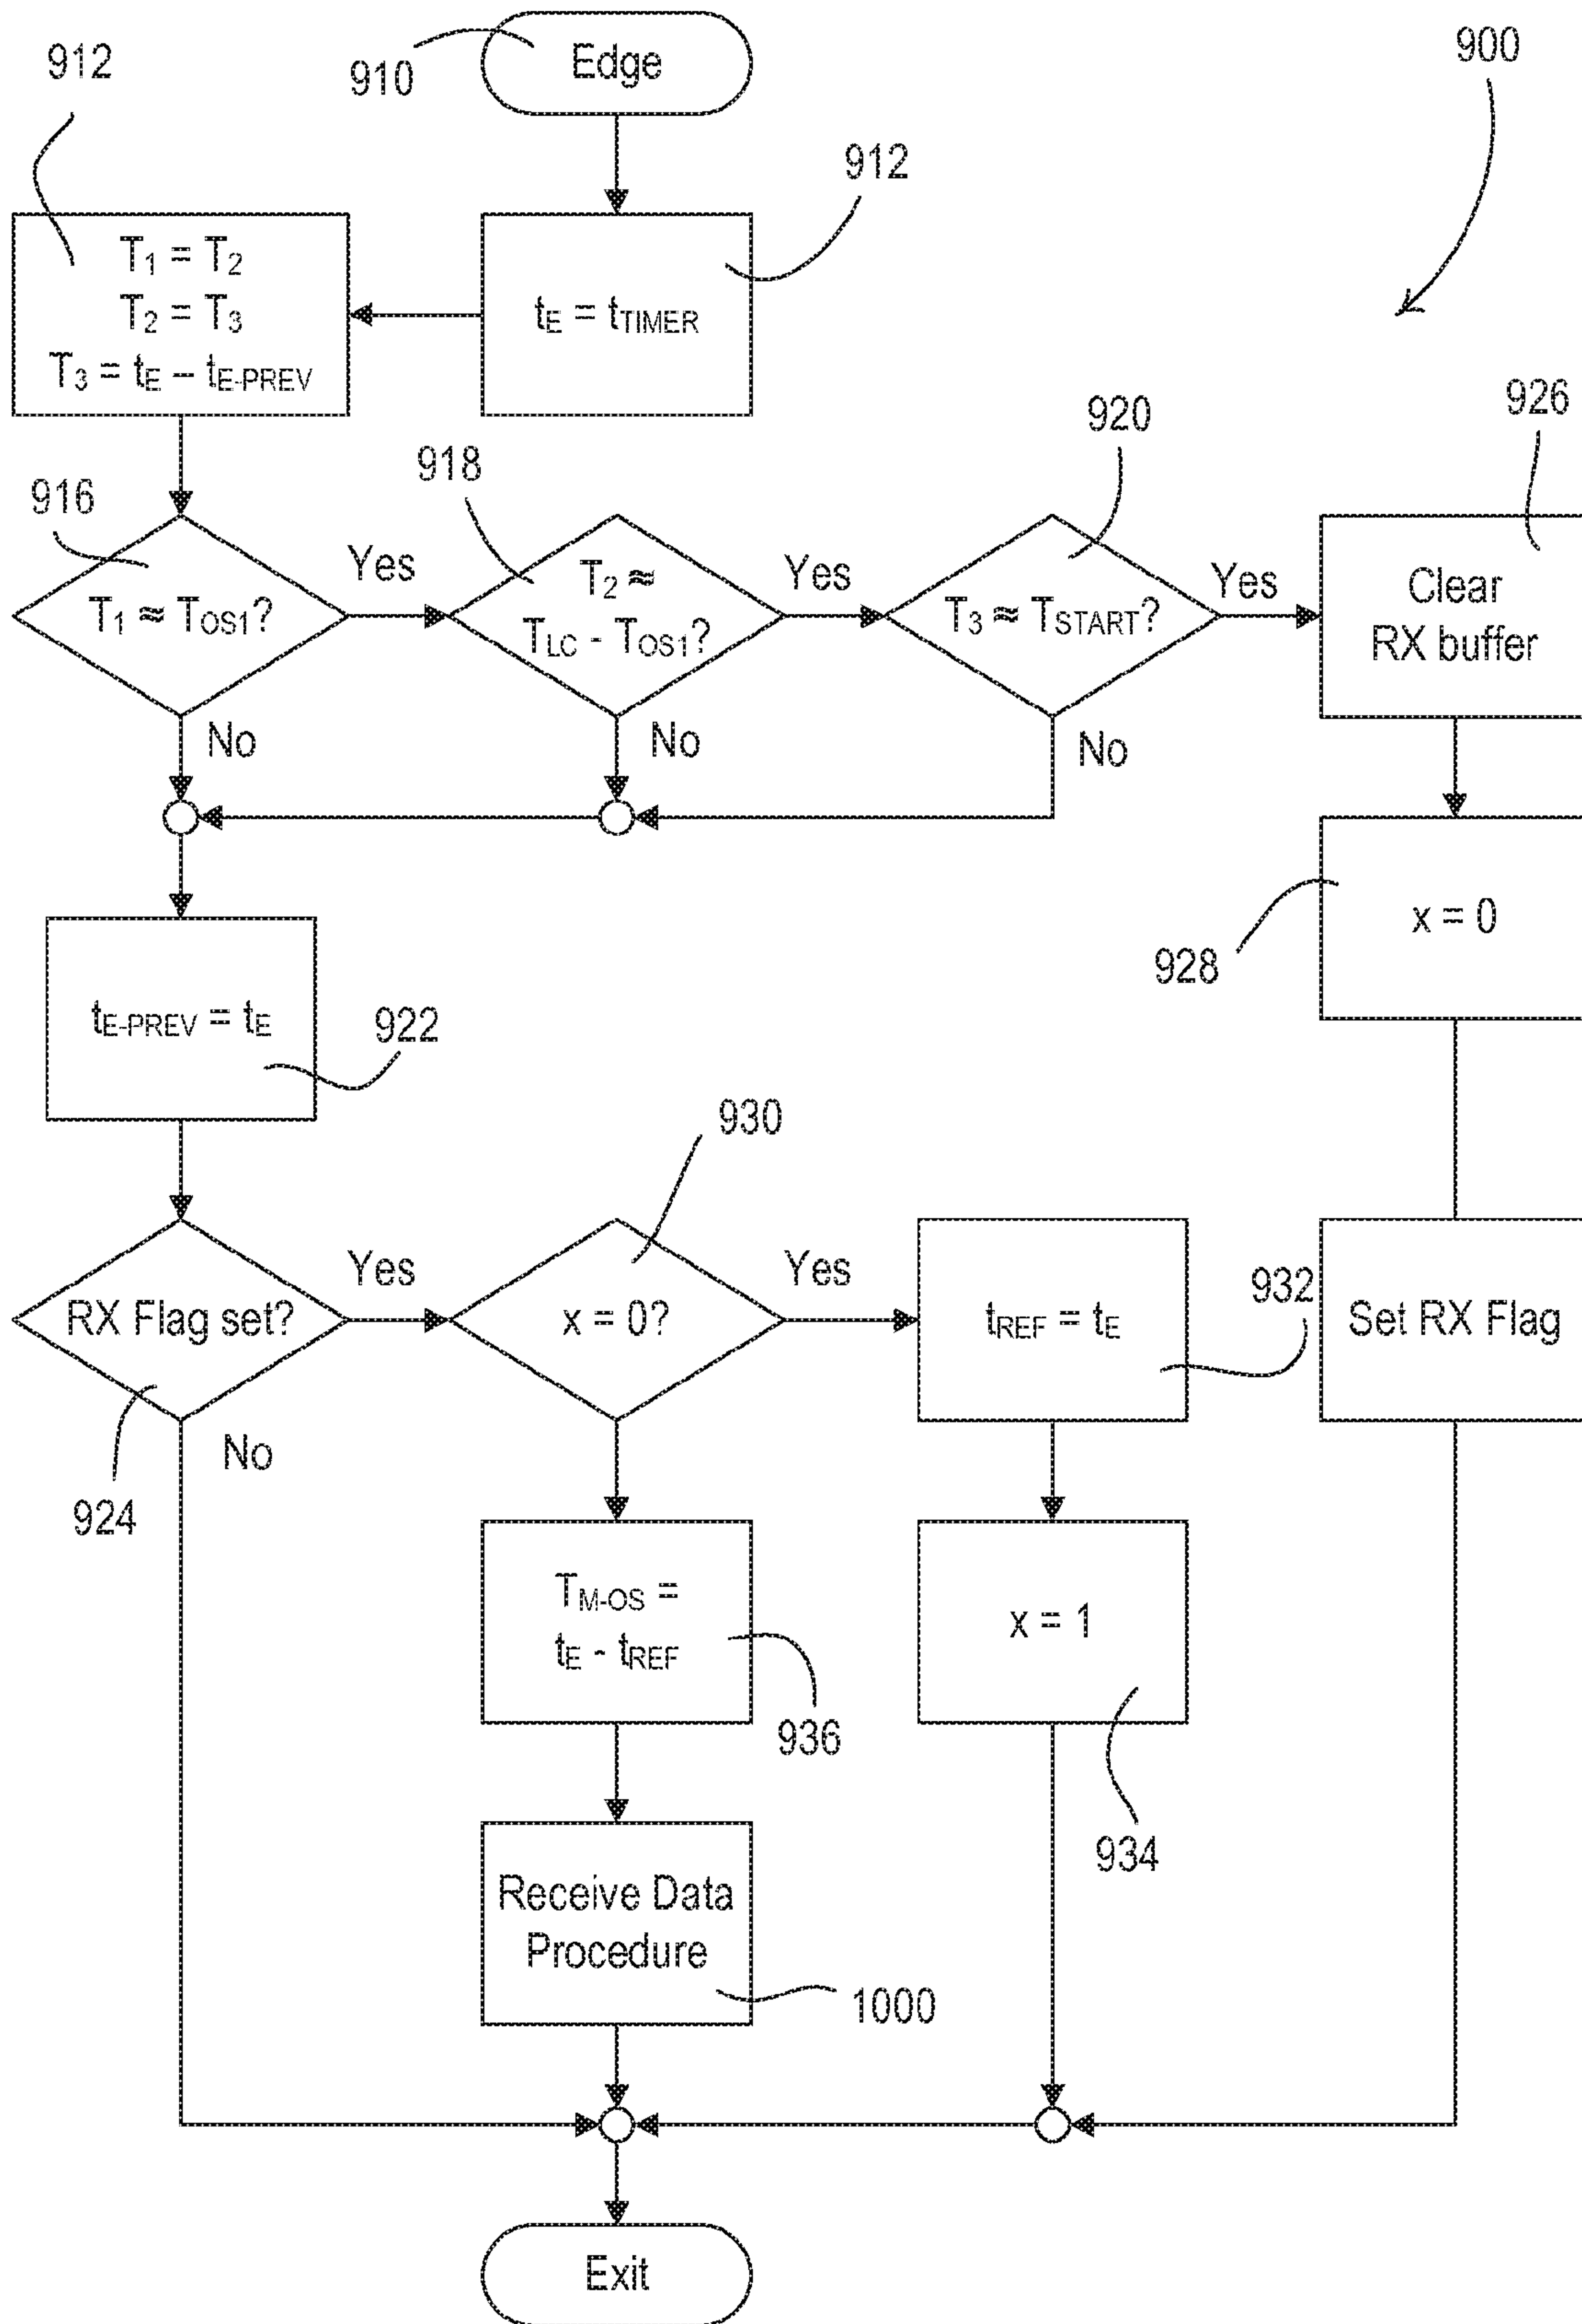 912
910
Edge
900
912
T₁ = T₂
T₂ = T₃
T₃ = tE – tE-PREV
tE = tTIMER
916
918
920
926
T₁ ≈ TOS1?
Yes
T₂ ≈
TLC - TOS1?
Yes
T₃ ≈ TSTART?
Yes
Clear
RX buffer
No
No
No
928
x = 0
tE-PREV = tE
922
930
RX Flag set?
Yes
x = 0?
Yes
tREF = tE
932
Set RX Flag
924
No
TM-OS =
tE - tREF
936
x = 1
934
Receive Data
Procedure
1000
Exit